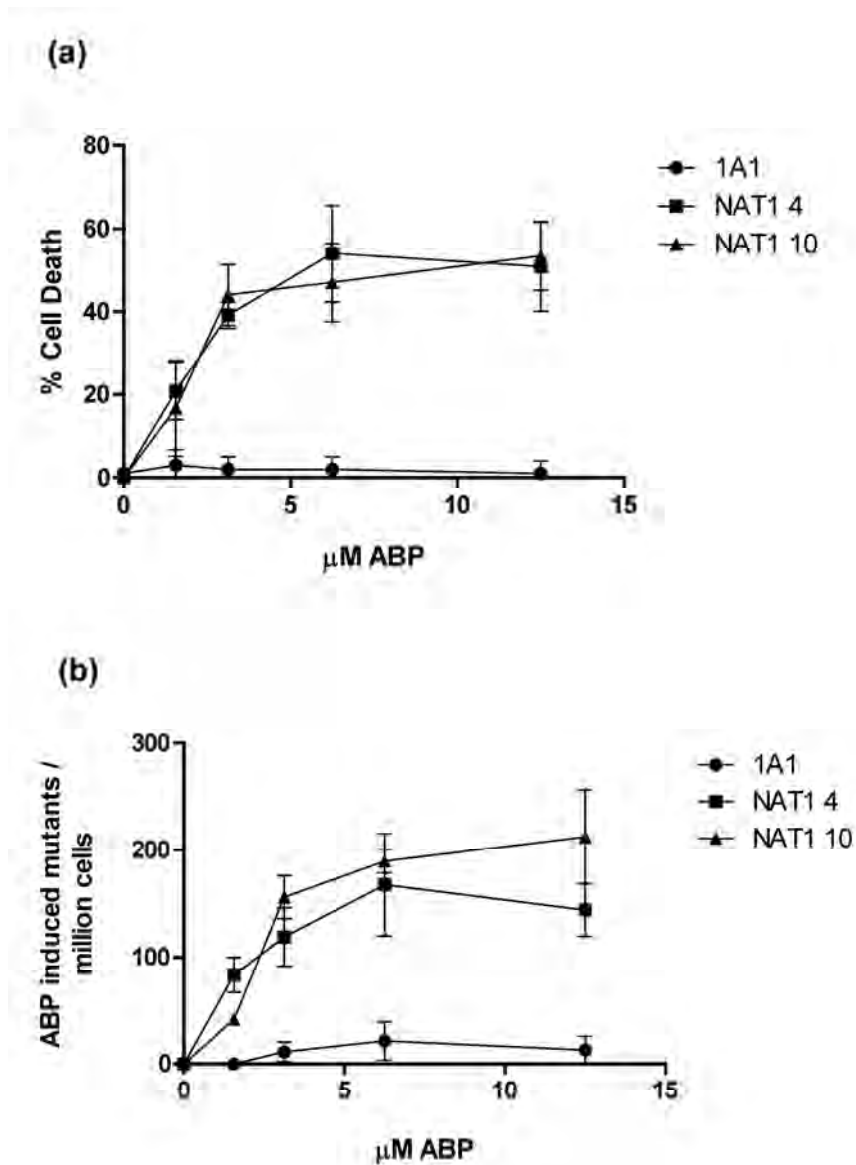 (a)
80
60
40
20
0
% Cell Death
0
5
10
15
μM ABP
1A1
NAT1 4
NAT1 10
(b)
300
200
100
0
ABP induced mutants /
million cells
0
5
10
15
μM ABP
1A1
NAT1 4
NAT1 10